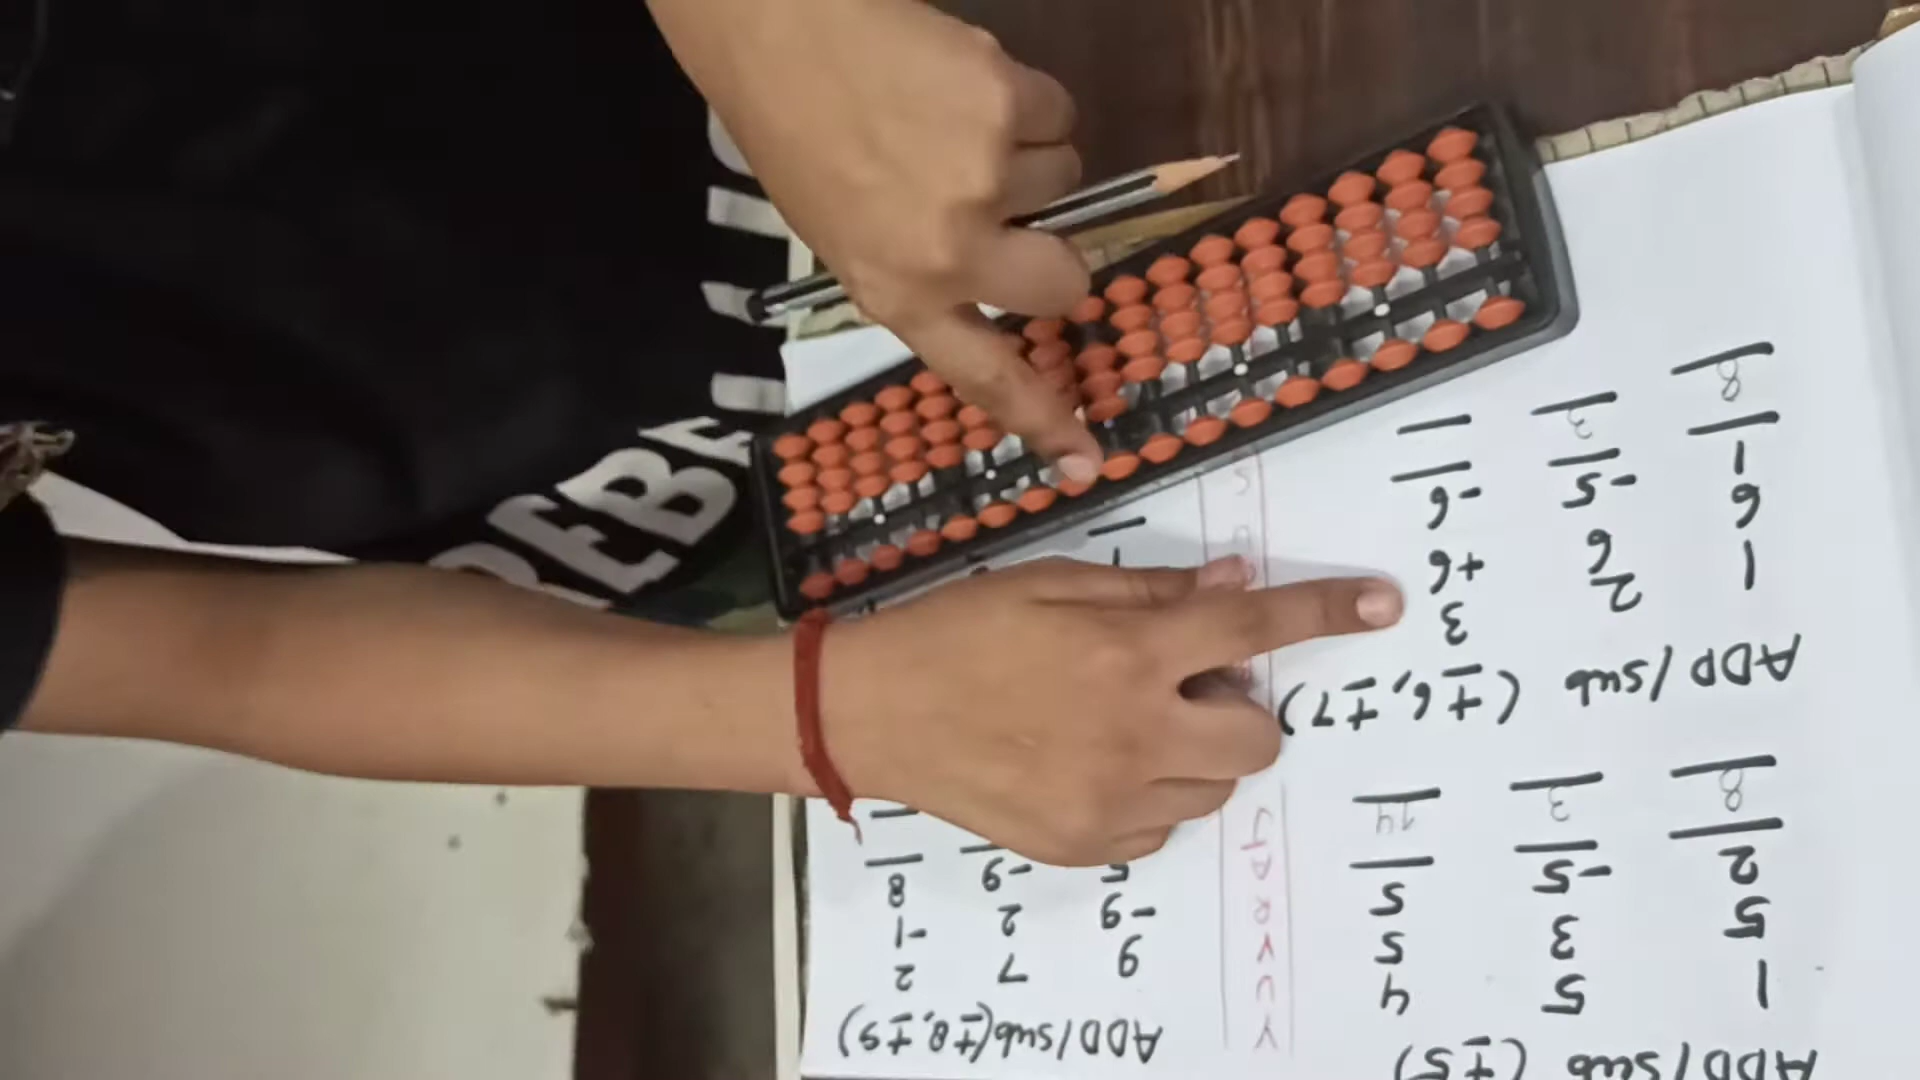 ADD/Sub (±5)
1 5 4
5 3 5
2 -5 5
8 3 14
ADD/Sub (±6, ±7)
1 2 3
6 6 +6
1 -5 -6
8 3
ADD/Sub (±8, ±9)
9 7 2
-9 2 -1
5 -9 8